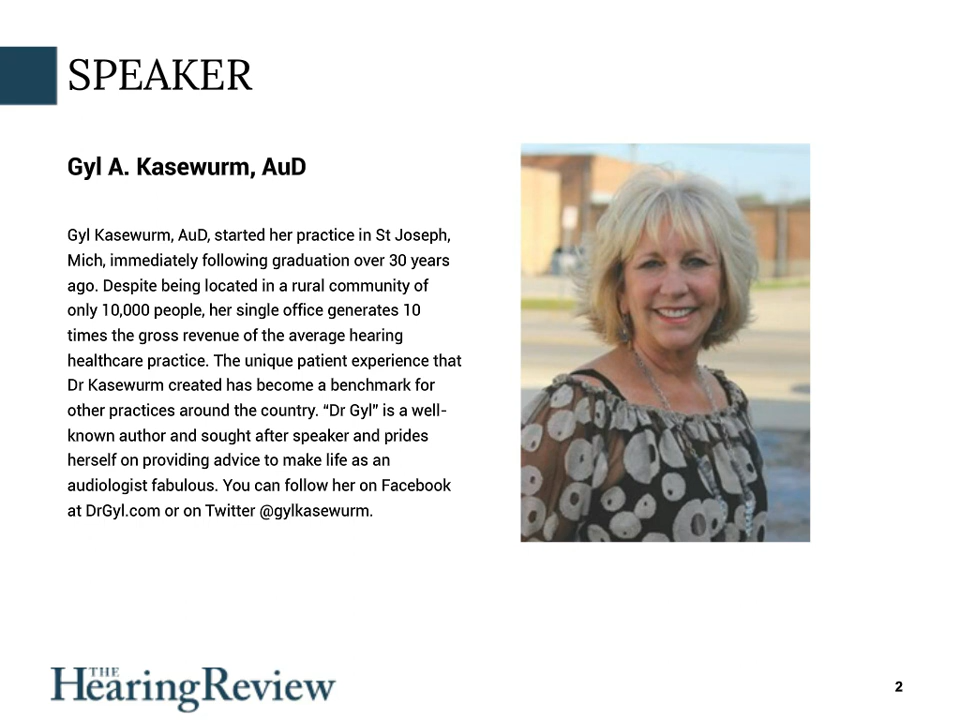 SPEAKER
Gyl A. Kasewurm, AuD
Gyl Kasewurm, AuD, started her practice in St Joseph,
Mich, immediately following graduation over 30 years
ago. Despite being located in a rural community of
only 10,000 people, her single office generates 10
times the gross revenue of the average hearing
healthcare practice. The unique patient experience that
Dr Kasewurm created has become a benchmark for
other practices around the country. “Dr Gyl” is a well-
known author and sought after speaker and prides
herself on providing advice to make life as an
audiologist fabulous. You can follow her on Facebook
at DrGyl.com or on Twitter @gylkasewurm.
THE
HearingReview
2